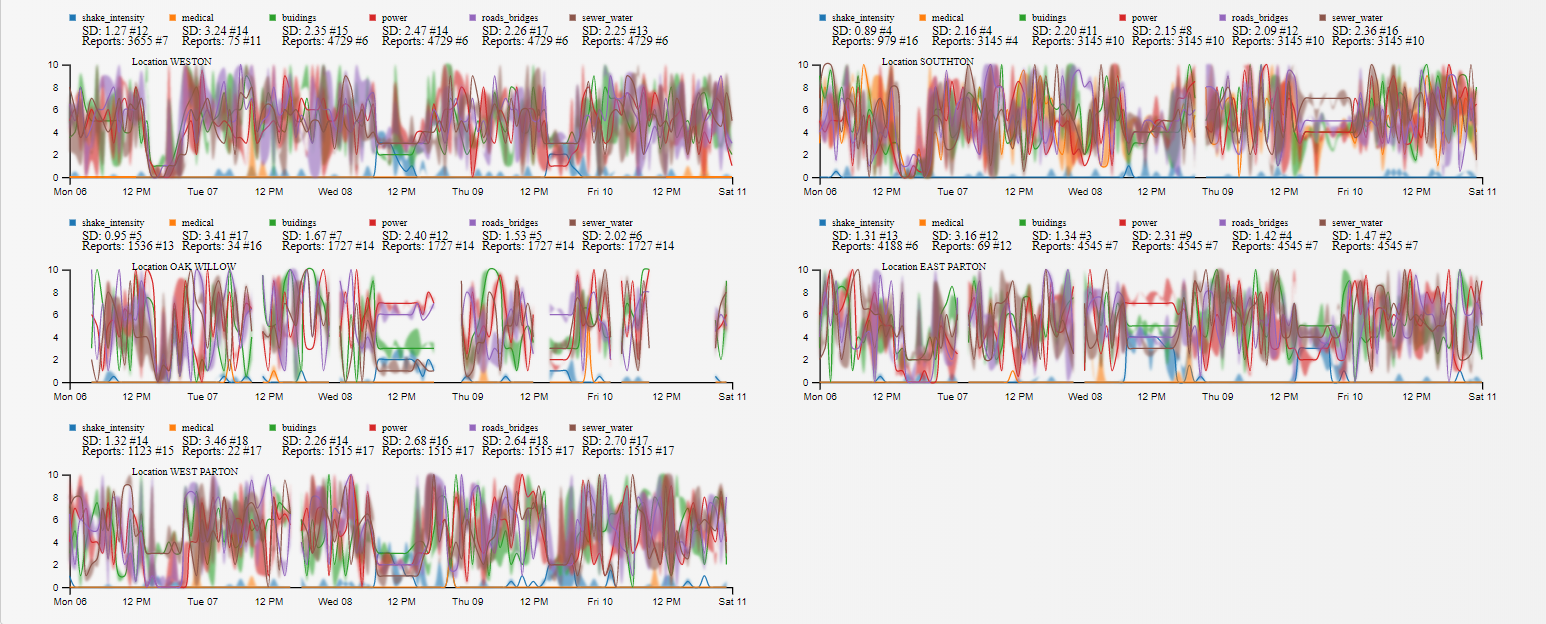 shake_intensity medical buidings power roads_bridges sewer_water
SD: 1.27 #12 SD: 3.24 #14 SD: 2.35 #15 SD: 2.47 #14 SD: 2.26 #17 SD: 2.25 #13
Reports: 3655 #7 Reports: 75 #11 Reports: 4729 #6 Reports: 4729 #6 Reports: 4729 #6 Reports: 4729 #6
Location WESTON
10
8
6
4
2
0
Mon 06 12 PM Tue 07 12 PM Wed 08 12 PM Thu 09 12 PM Fri 10 12 PM Sat 11
shake_intensity medical buidings power roads_bridges sewer_water
SD: 0.89 #4 SD: 2.16 #4 SD: 2.20 #11 SD: 2.15 #8 SD: 2.09 #12 SD: 2.36 #16
Reports: 979 #16 Reports: 3145 #4 Reports: 3145 #10 Reports: 3145 #10 Reports: 3145 #10 Reports: 3145 #10
Location SOUTHTON
10
8
6
4
2
0
Mon 06 12 PM Tue 07 12 PM Wed 08 12 PM Thu 09 12 PM Fri 10 12 PM Sat 11
shake_intensity medical buidings power roads_bridges sewer_water
SD: 0.95 #5 SD: 3.41 #17 SD: 1.67 #7 SD: 2.40 #12 SD: 1.53 #5 SD: 2.02 #6
Reports: 1536 #13 Reports: 34 #16 Reports: 1727 #14 Reports: 1727 #14 Reports: 1727 #14 Reports: 1727 #14
Location OAK WILLOW
10
8
6
4
2
0
Mon 06 12 PM Tue 07 12 PM Wed 08 12 PM Thu 09 12 PM Fri 10 12 PM Sat 11
shake_intensity medical buidings power roads_bridges sewer_water
SD: 1.31 #13 SD: 3.16 #12 SD: 1.34 #3 SD: 2.31 #9 SD: 1.42 #4 SD: 1.47 #2
Reports: 4188 #6 Reports: 69 #12 Reports: 4545 #7 Reports: 4545 #7 Reports: 4545 #7 Reports: 4545 #7
Location EAST PARTON
10
8
6
4
2
0
Mon 06 12 PM Tue 07 12 PM Wed 08 12 PM Thu 09 12 PM Fri 10 12 PM Sat 11
shake_intensity medical buidings power roads_bridges sewer_water
SD: 1.32 #14 SD: 3.46 #18 SD: 2.26 #14 SD: 2.68 #16 SD: 2.64 #18 SD: 2.70 #17
Reports: 1123 #15 Reports: 22 #17 Reports: 1515 #17 Reports: 1515 #17 Reports: 1515 #17 Reports: 1515 #17
Location WEST PARTON
10
8
6
4
2
0
Mon 06 12 PM Tue 07 12 PM Wed 08 12 PM Thu 09 12 PM Fri 10 12 PM Sat 11